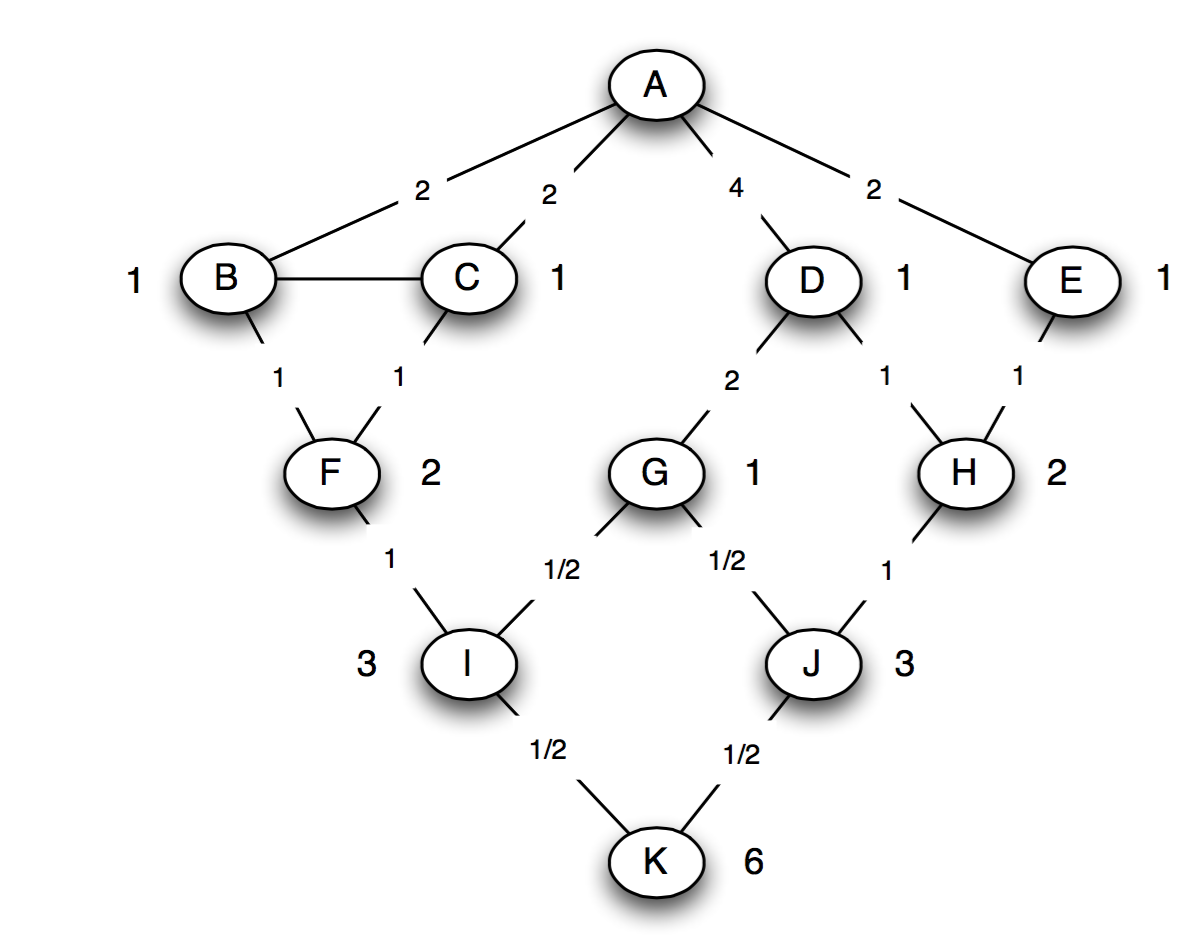 A
2 2 4 2
1 B C 1 D 1 E 1
1 1 2 1 1
F 2 G 1 H 2
1 1/2 1/2 1
3 I J 3
1/2 1/2
K 6